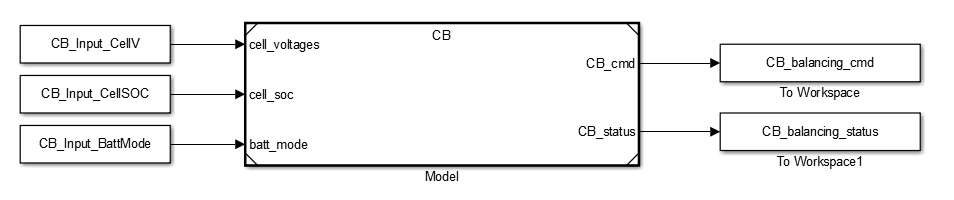 CB_Input_CellV
CB_Input_CellSOC
CB_Input_BattMode
CB
cell_voltages
cell_soc
batt_mode
CB_cmd
CB_status
Model
CB_balancing_cmd
To Workspace
CB_balancing_status
To Workspace1